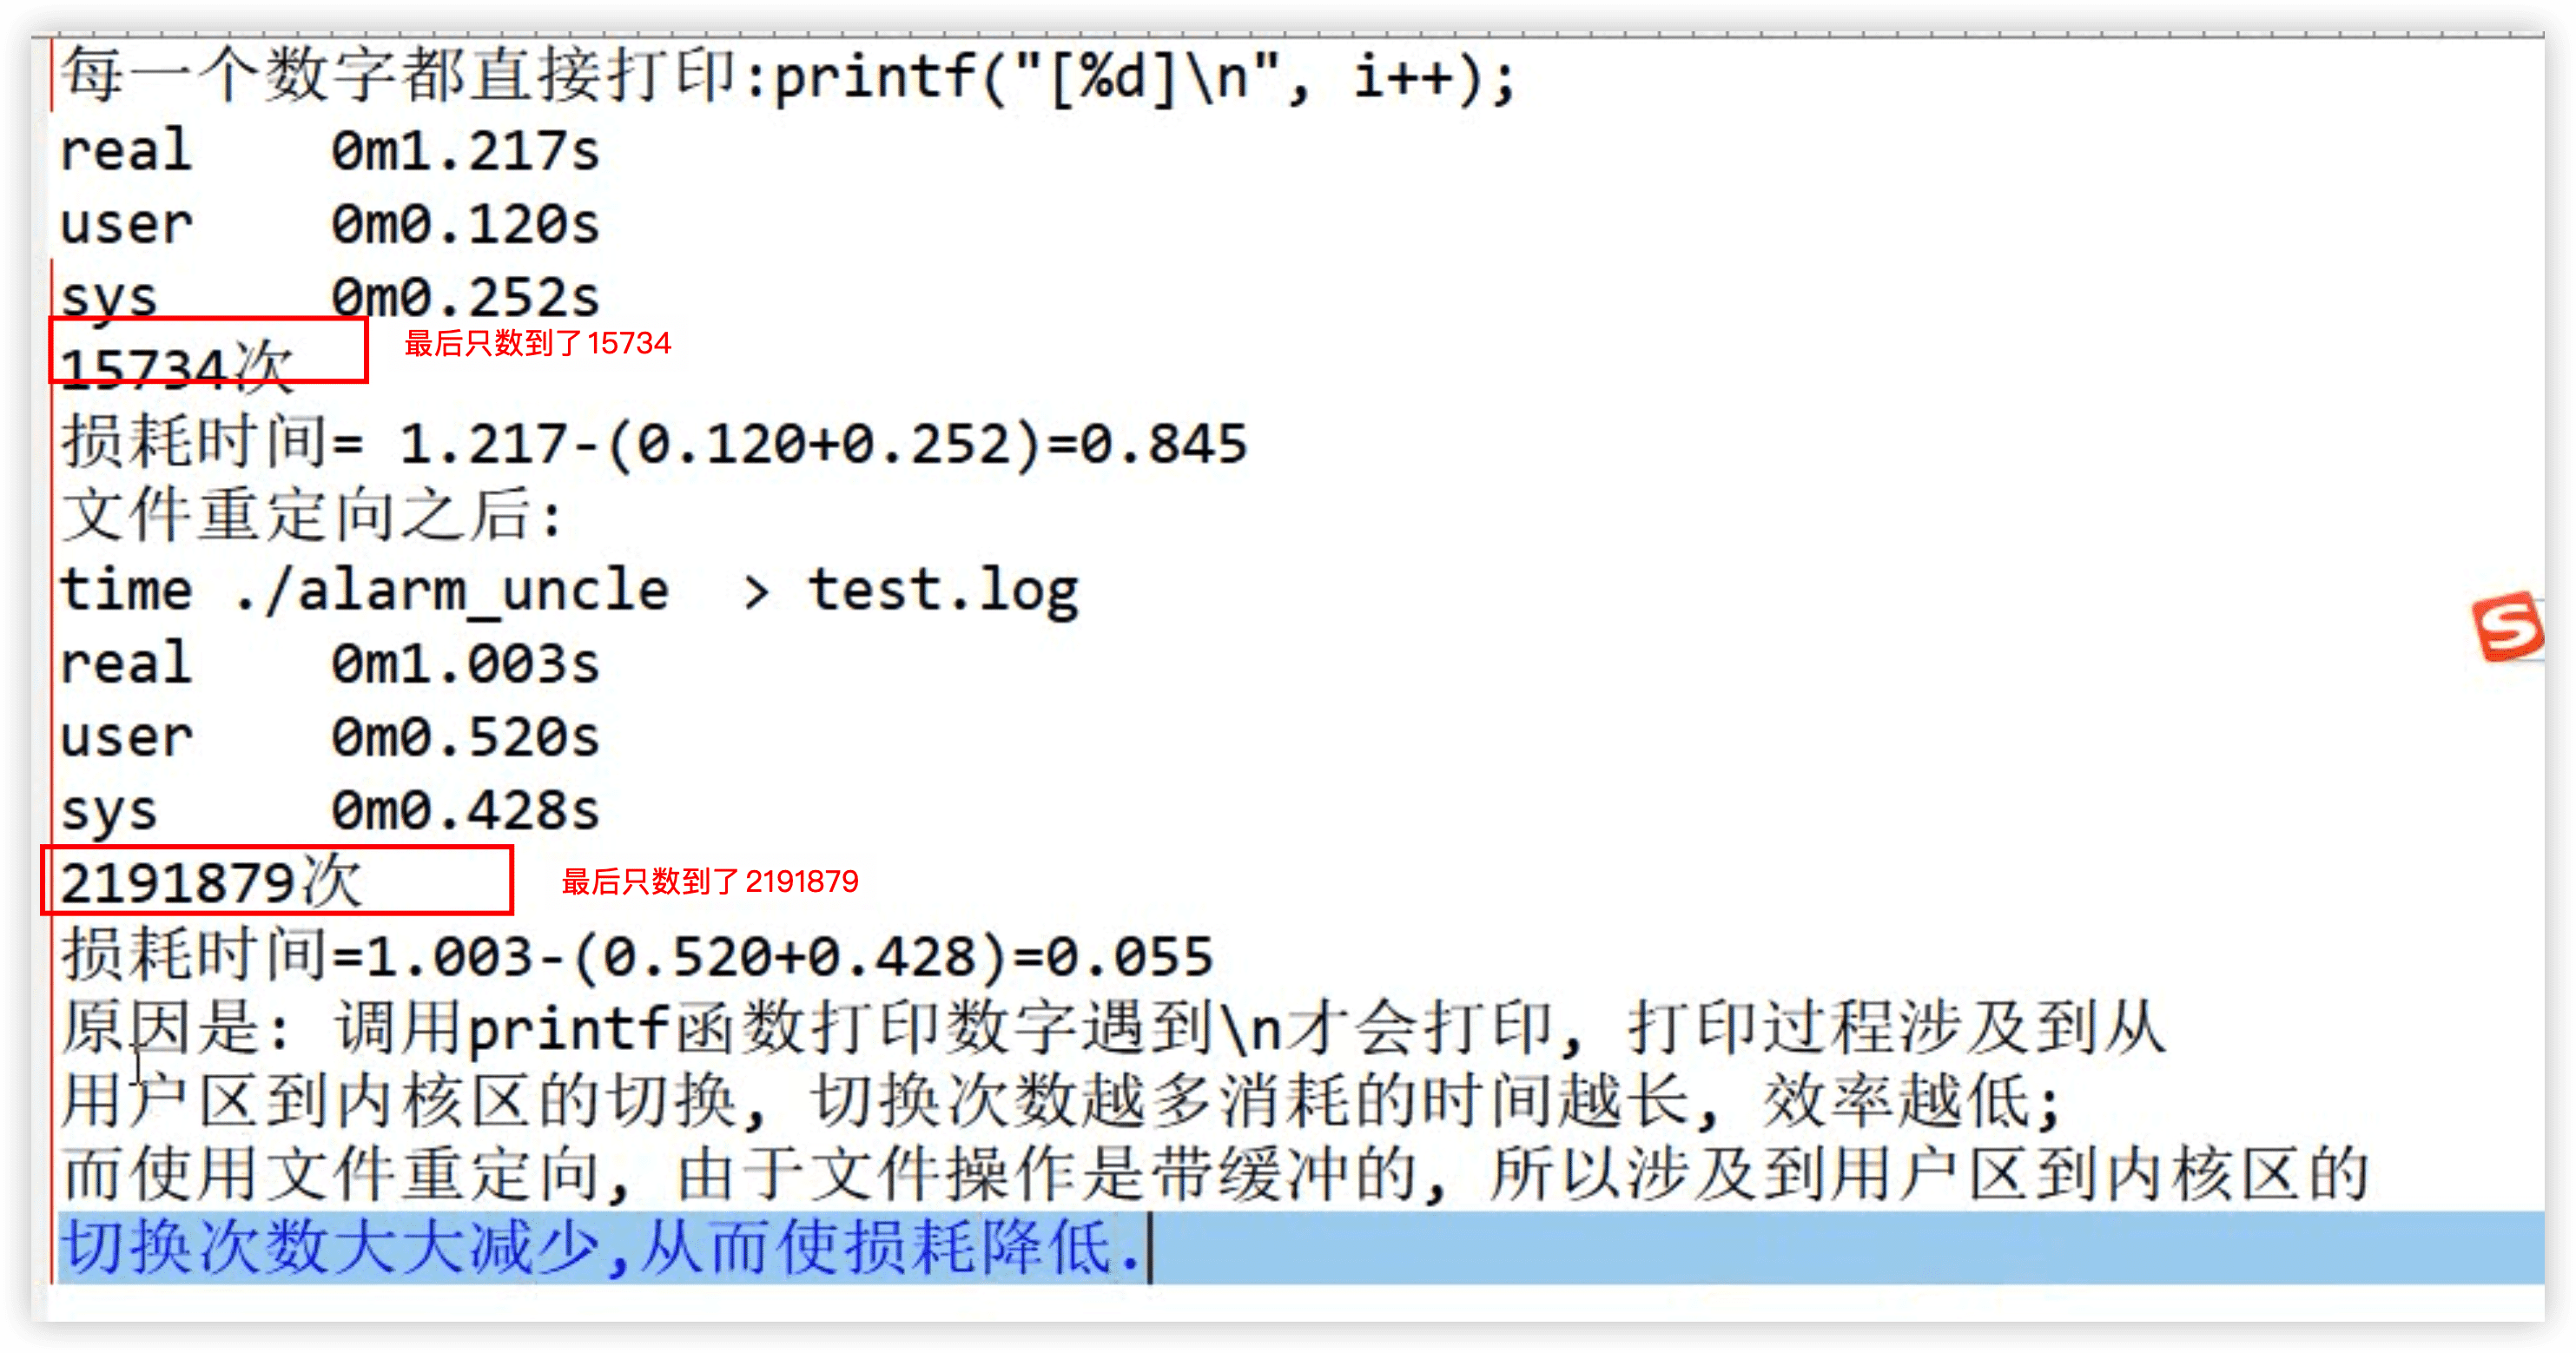 每一个数字都直接打印:printf("[%d]\n", i++);
real    0m1.217s
user    0m0.120s
sys     0m0.252s
15734次
最后只数到了15734
损耗时间= 1.217-(0.120+0.252)=0.845
文件重定向之后:
time ./alarm_uncle  > test.log
real    0m1.003s
user    0m0.520s
sys     0m0.428s
2191879次
最后只数到了2191879
损耗时间=1.003-(0.520+0.428)=0.055
原因是: 调用printf函数打印数字遇到\n才会打印, 打印过程涉及到从
用户区到内核区的切换, 切换次数越多消耗的时间越长, 效率越低;
而使用文件重定向, 由于文件操作是带缓冲的, 所以涉及到用户区到内核区的
切换次数大大减少,从而使损耗降低.
S